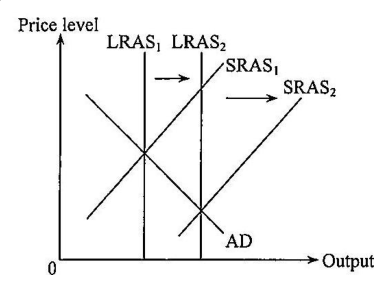 Price level
LRAS₁ LRAS₂
SRAS₁
SRAS₂
AD
0
Output